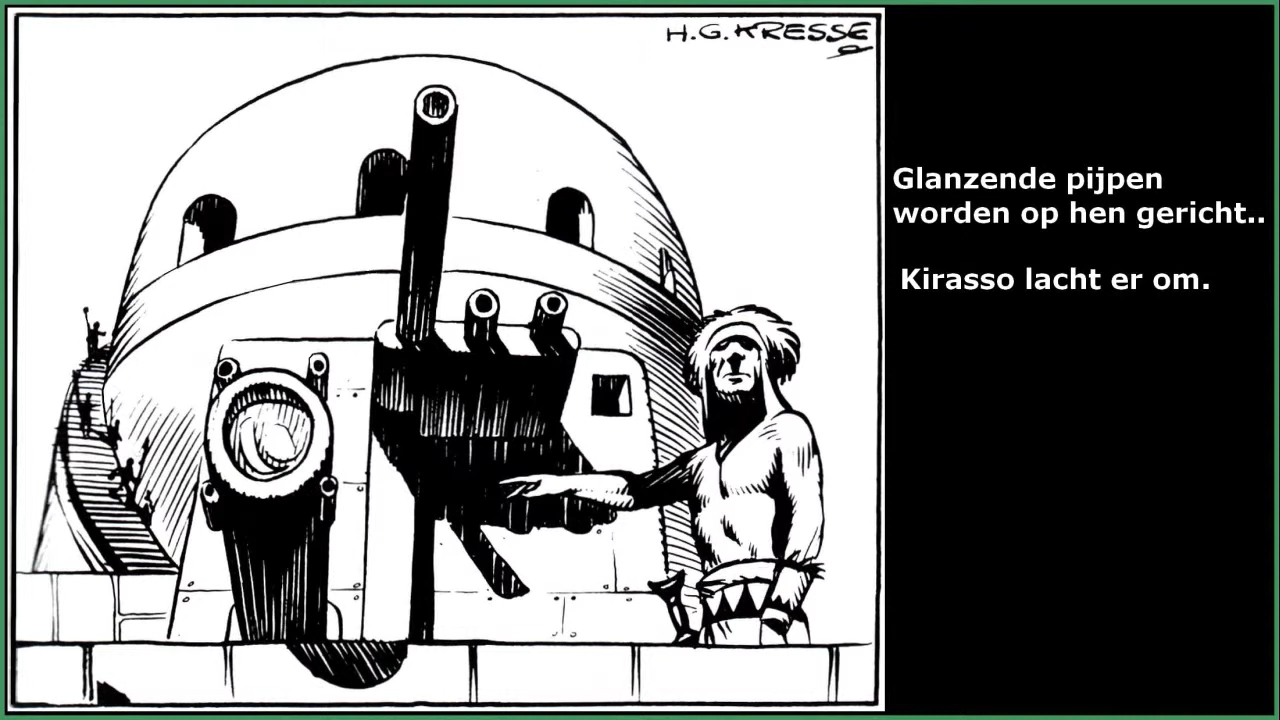 H.G.KRESSE
Glanzende pijpen
worden op hen gericht..
Kirasso lacht er om.